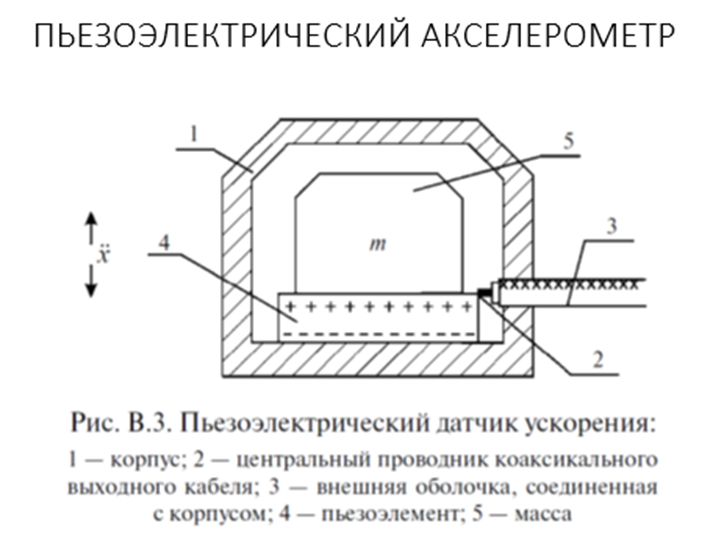 ПЬЕЗОЭЛЕКТРИЧЕСКИЙ АКСЕЛЕРОМЕТР
1
5
ẍ
4
m
3
+ + + + + + + + + +
2
Рис. В.3. Пьезоэлектрический датчик ускорения:
1 — корпус; 2 — центральный проводник коаксикального
выходного кабеля; 3 — внешняя оболочка, соединенная
с корпусом; 4 — пьезоэлемент; 5 — масса